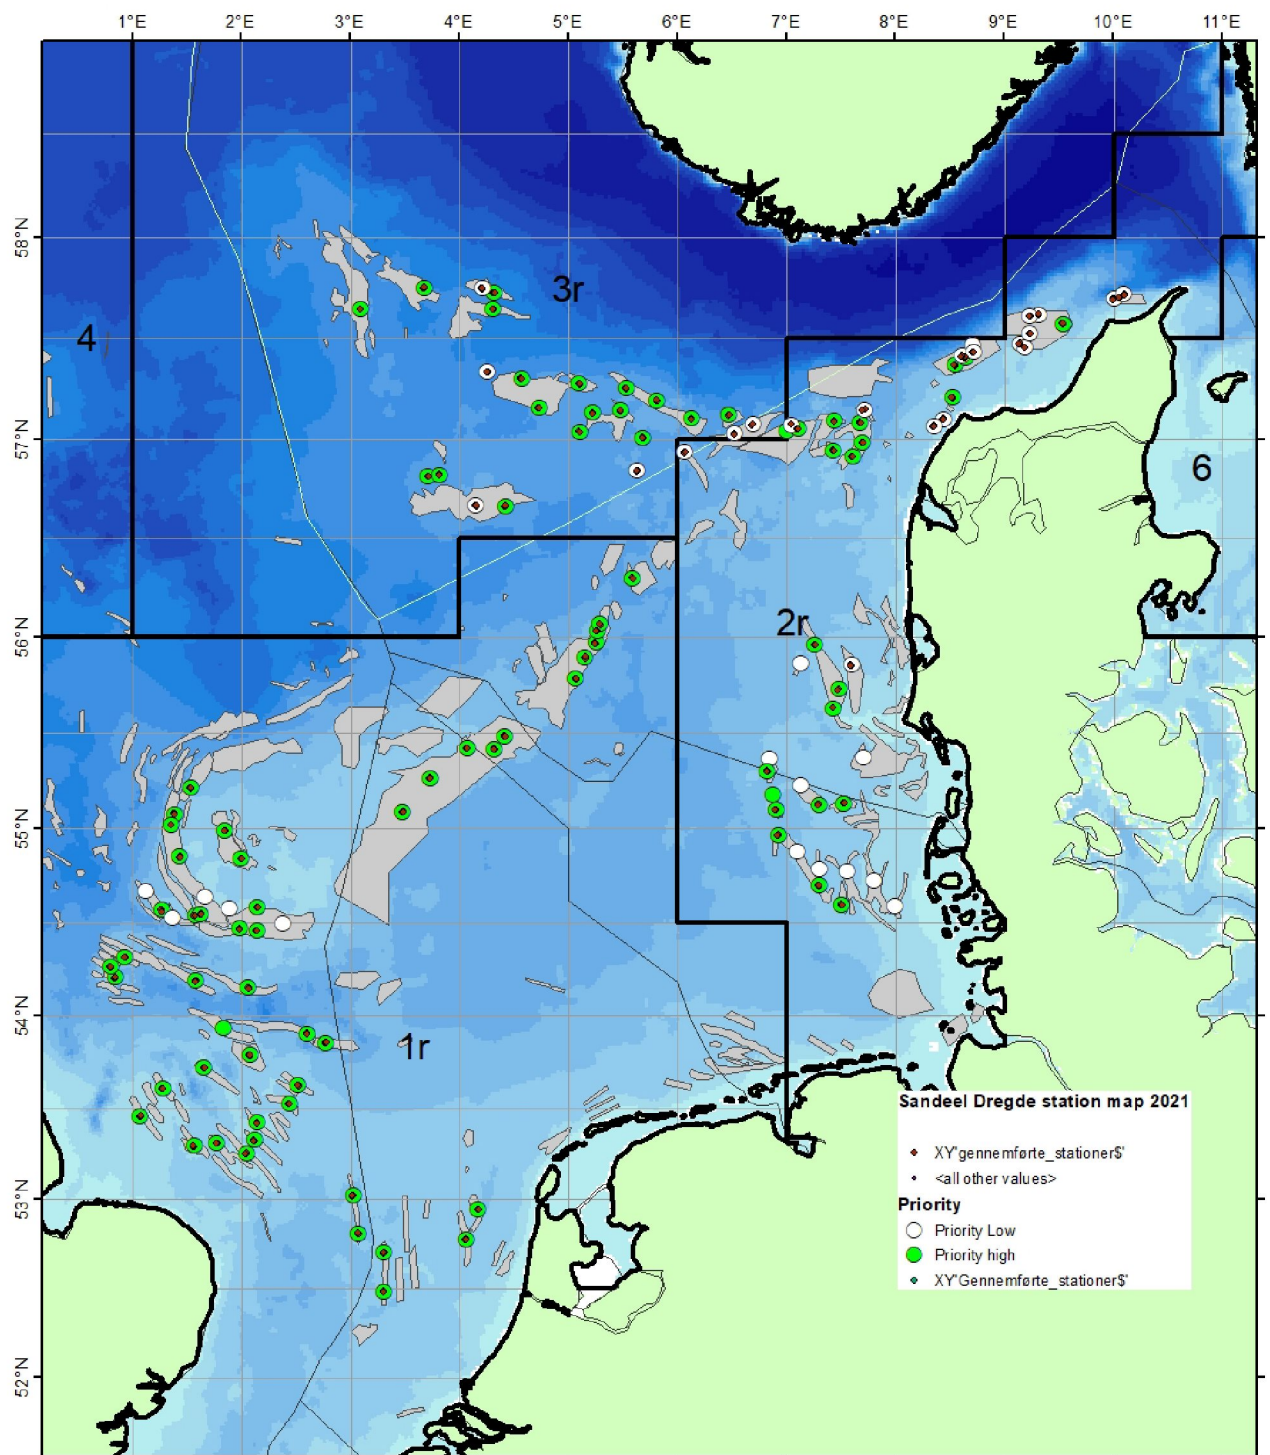 1°E 2°E 3°E 4°E 5°E 6°E 7°E 8°E 9°E 10°E 11°E
58°N
3r
4
57°N
6
2r
56°N
55°N
54°N
1r
Sandeel Dregde station map 2021
XY'gennemførte_stationer$'
<all other values>
Priority
53°N
Priority Low
Priority high
XY'Gennemførte_stationer$'
52°N